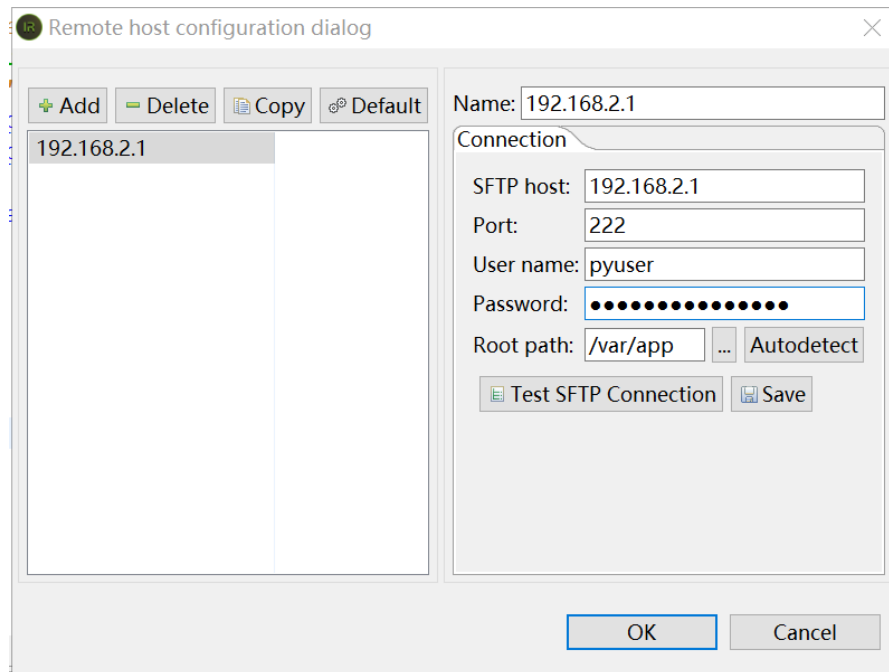 Remote host configuration dialog
Add Delete Copy Default
192.168.2.1
Name: 192.168.2.1
Connection
SFTP host: 192.168.2.1
Port: 222
User name: pyuser
Password: ●●●●●●●●●●●●●●●
Root path: /var/app ... Autodetect
Test SFTP Connection Save
OK Cancel